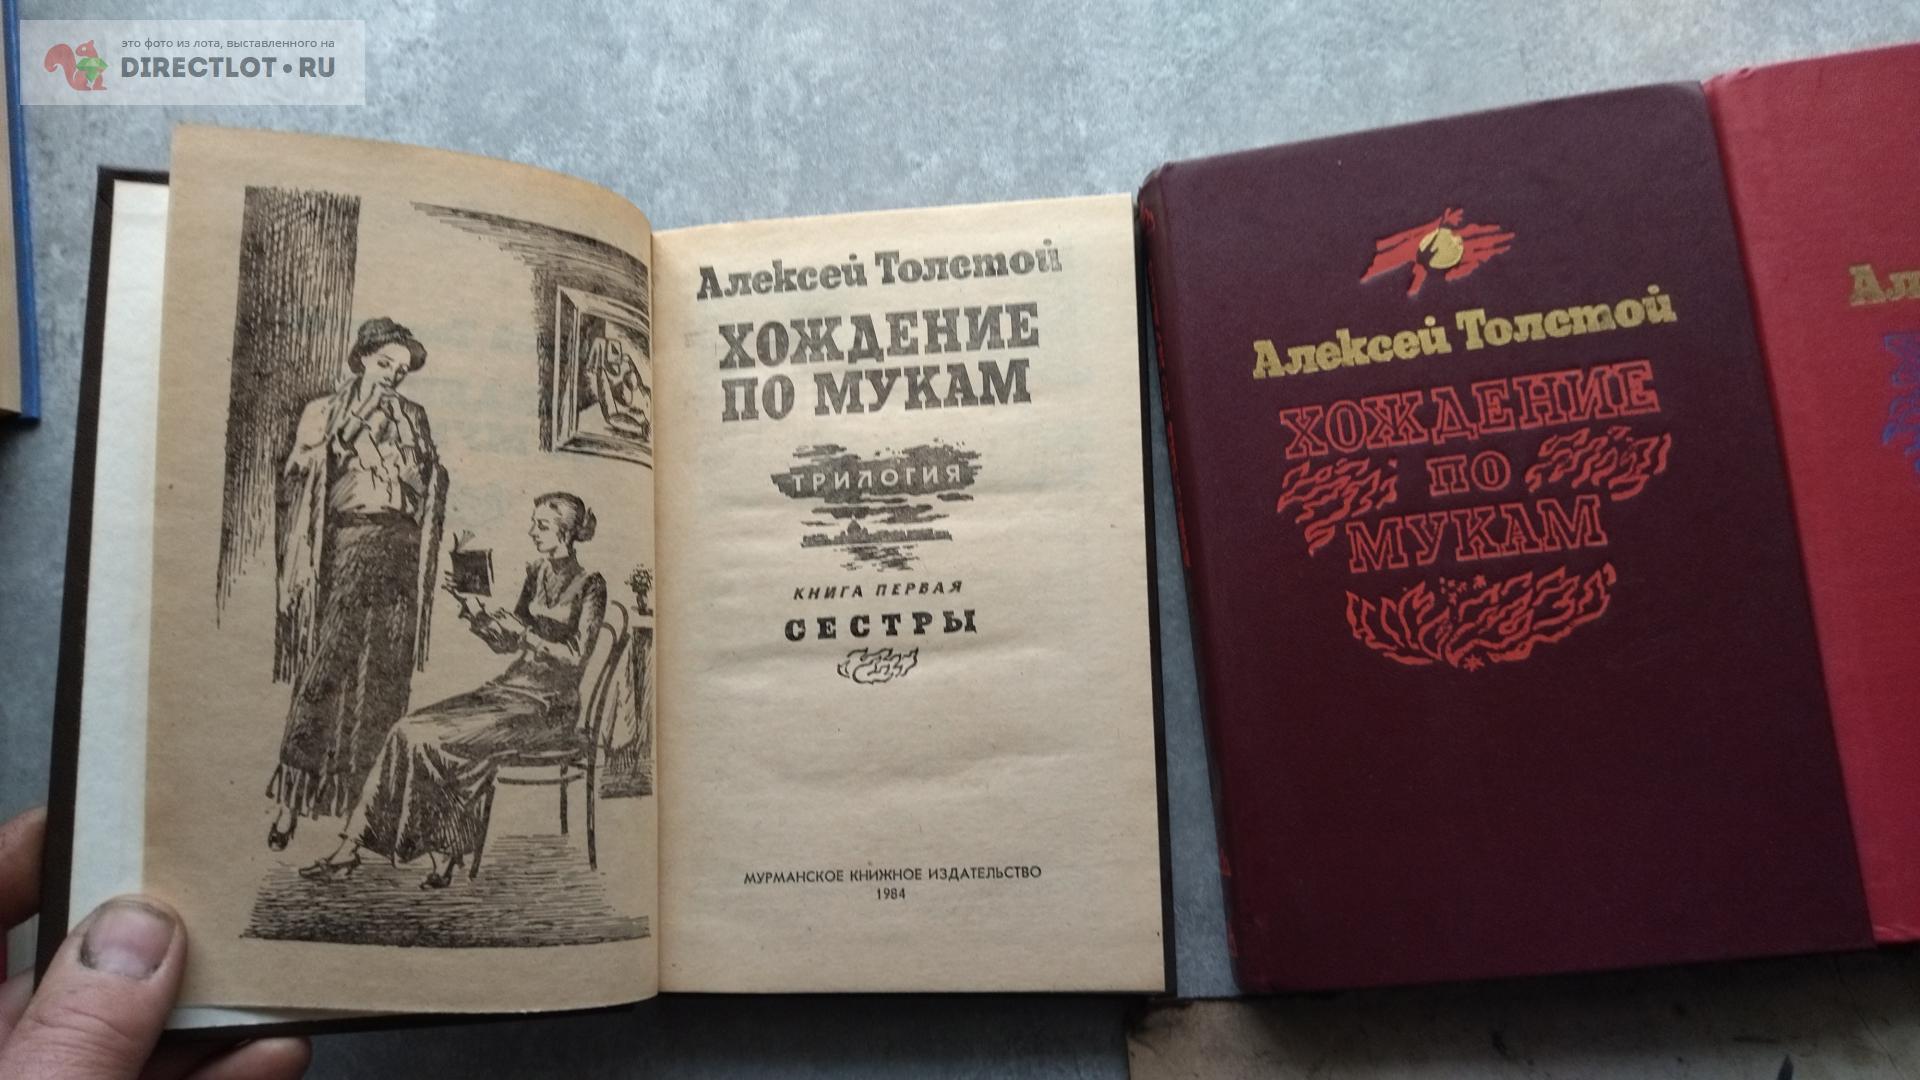 это фото из лота, выставленного на
DIRECTLOT•RU
Алексей Толстой
ХОЖДЕНИЕ
ПО МУКАМ
ТРИЛОГИЯ
КНИГА ПЕРВАЯ
СЕСТРЫ
МУРМАНСКОЕ КНИЖНОЕ ИЗДАТЕЛЬСТВО
1984
Алексей Толстой
ХОЖДЕНИЕ
ПО
МУКАМ
Ал